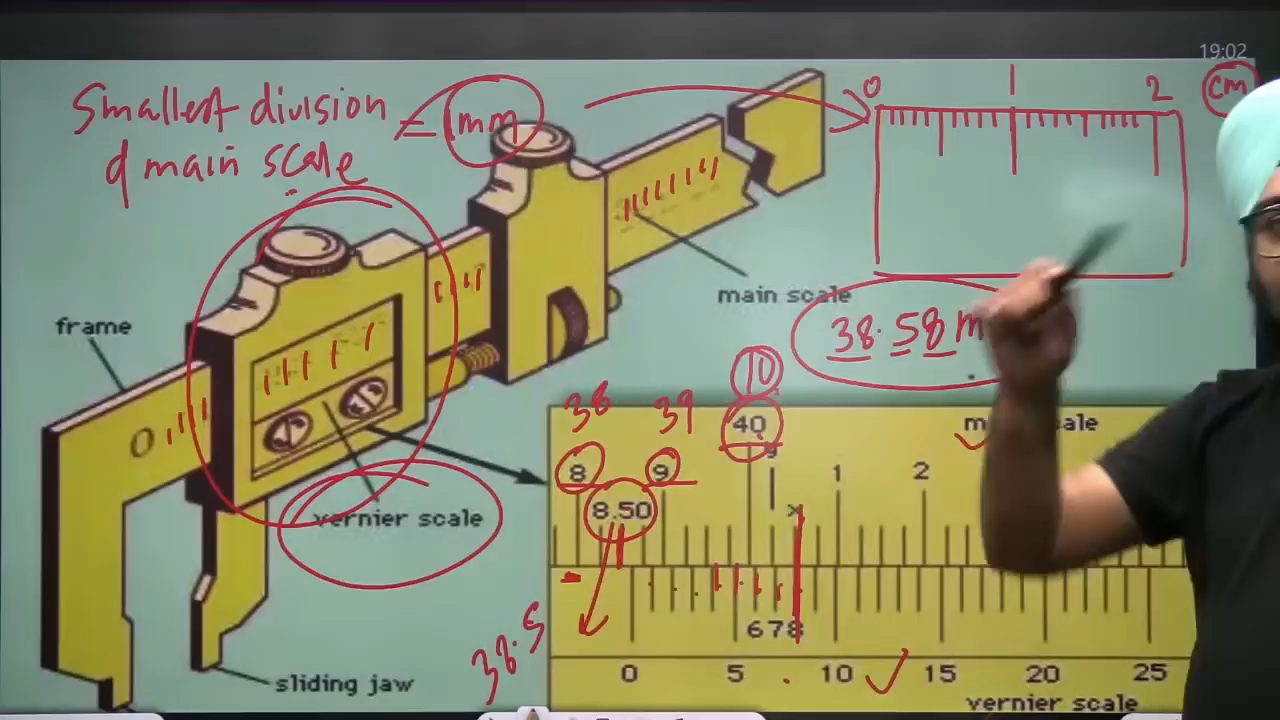 19:02
Smallest division = 1mm
of main scale
0 1 2 cm
frame
main scale
38.58 m
10
38 39
40
8 9 9 1 2
8.50
x
vernier scale
38.5
678
0 5 10 15 20 25
sliding jaw
vernier scale